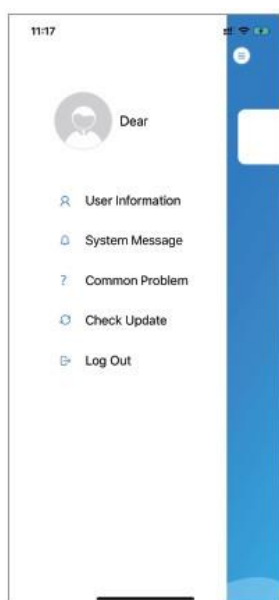 11:17
Dear
User Information
System Message
? Common Problem
Check Update
Log Out